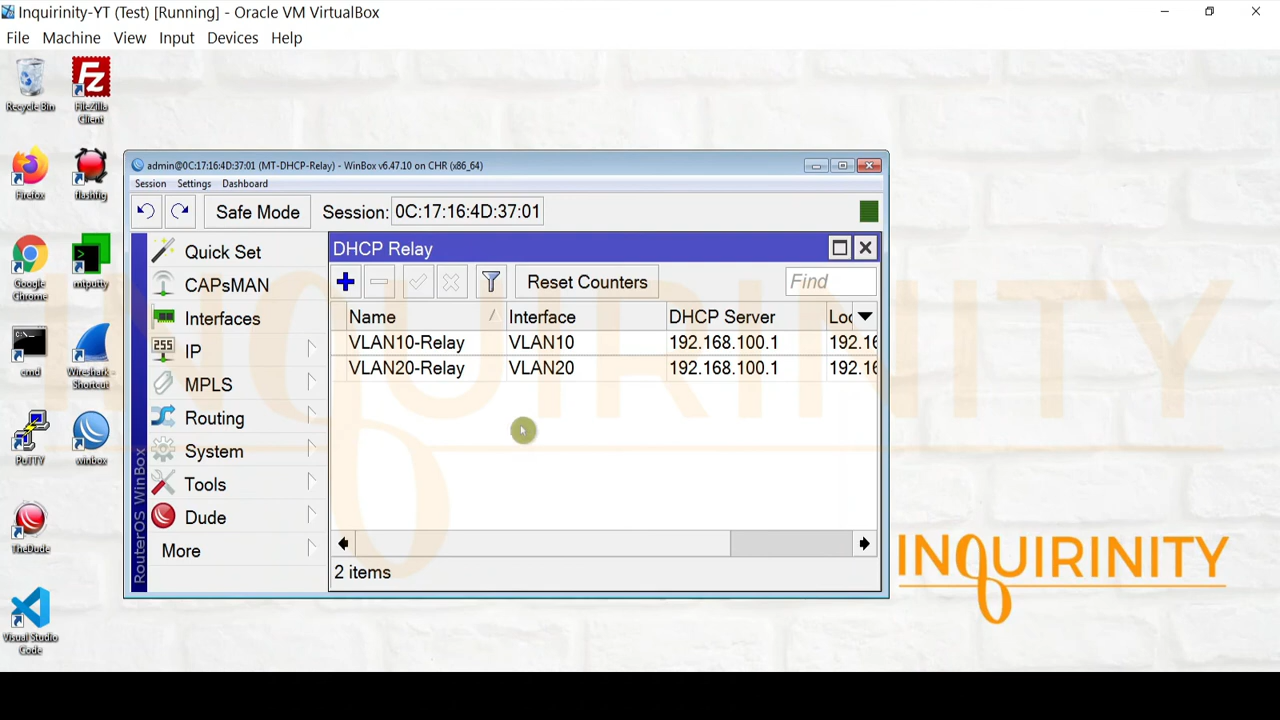 Inquirinity-YT (Test) [Running] - Oracle VM VirtualBox
File Machine View Input Devices Help
Recycle Bin
FileZilla Client
Firefox
flashfig
Google Chrome
mtputty
cmd
Wireshark - Shortcut
PuTTY
winbox
TheDude
Visual Studio Code
admin@0C:17:16:4D:37:01 (MT-DHCP-Relay) - WinBox v6.47.10 on CHR (x86_64)
Session Settings Dashboard
Safe Mode Session: 0C:17:16:4D:37:01
RouterOS WinBox
Quick Set
CAPsMAN
Interfaces
255 IP
MPLS
Routing
System
Tools
Dude
More
DHCP Relay
Reset Counters Find
Name Interface DHCP Server Loc
VLAN10-Relay VLAN10 192.168.100.1 192.16
VLAN20-Relay VLAN20 192.168.100.1 192.16
2 items
INQUIRINITY
INQUIRINITY